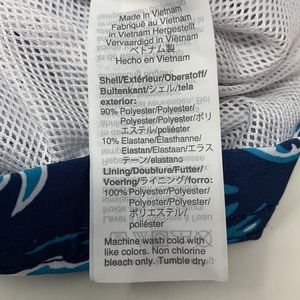 Made in Vietnam
Fabriqué au Vietnam
In Vietnam Hergestellt
Vervaardigd in Vietnam
ベトナム製
Hecho en Vietnam
Shell/Extérieur/Oberstoff/
Buitenkant/シェル/tela
exterior:
90% Polyester/Polyester/
Polyester/Polyester/ポリ
エステル/poliéster
10% Elastane/Élasthanne/
Elastan/Elastaan/エラス
テーン/elastano
Lining/Doublure/Futter/
Voering/ライニング/forro:
100% Polyester/Polyester/
Polyester/Polyester/
ポリエステル/
poliéster
Machine wash cold with
like colors. Non chlorine
bleach only. Tumble dry